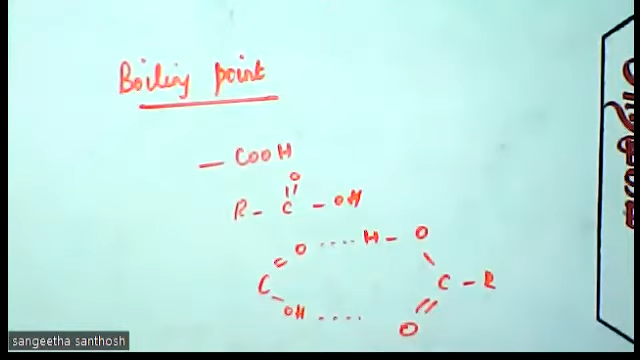 Boiling point
— COOH
O
R - C - OH
O .... H - O
C C - R
OH ....
O
sangeetha santhosh